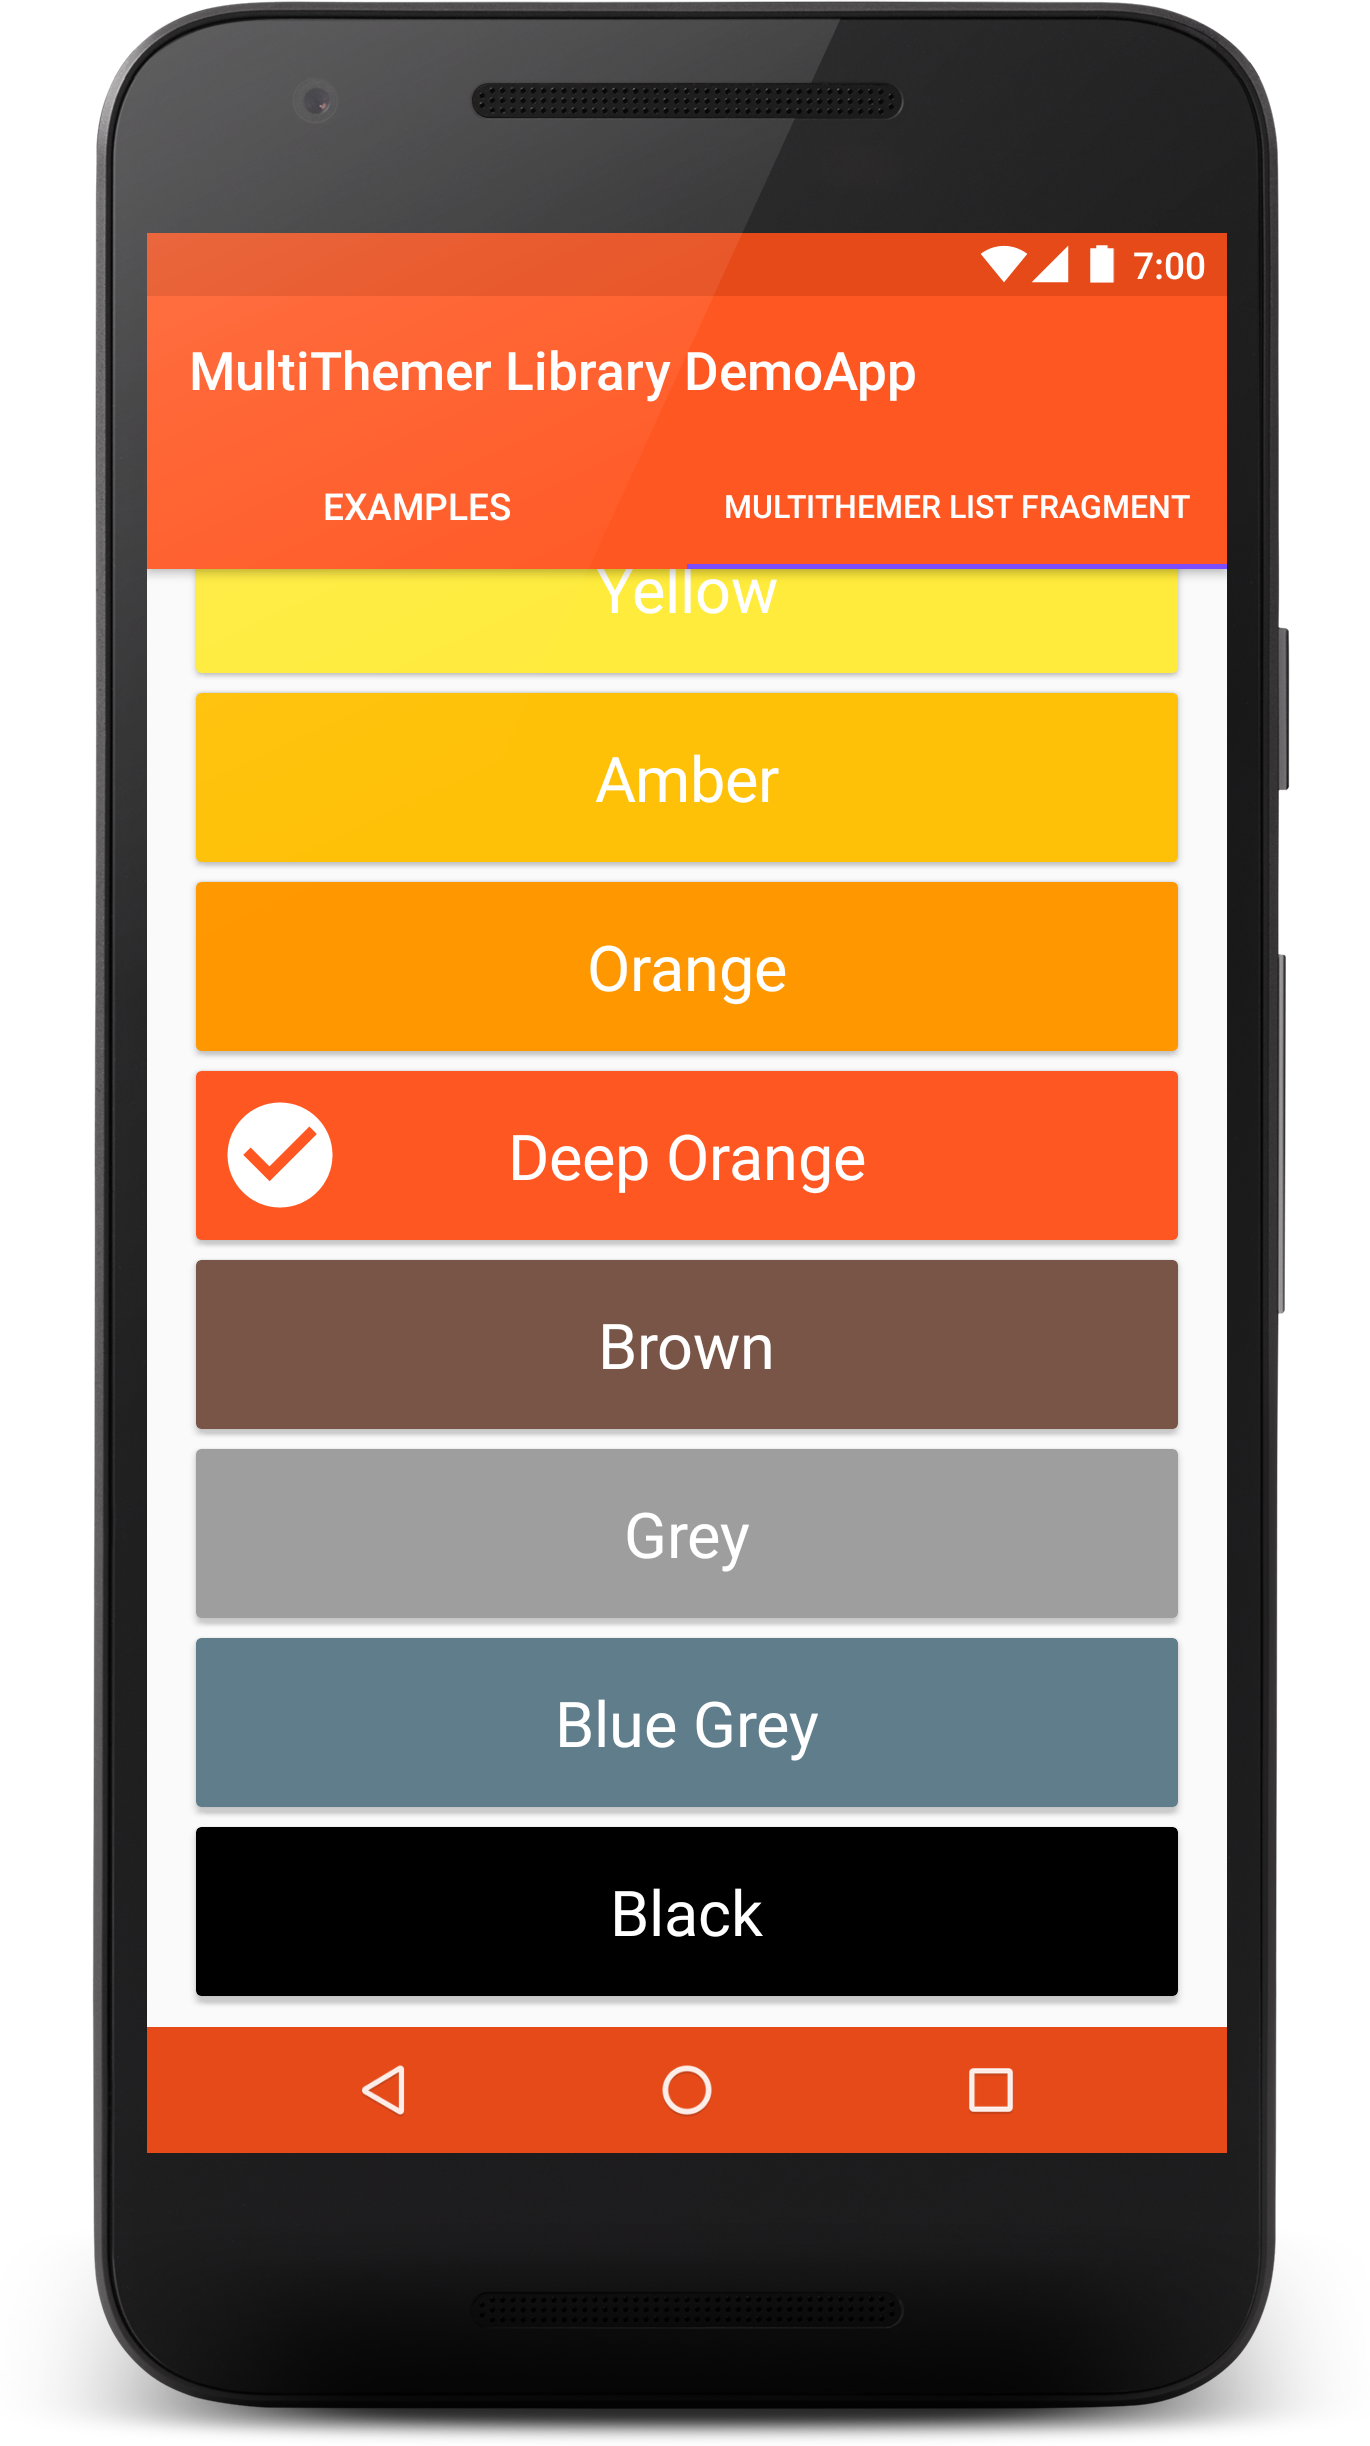 7:00
MultiThemer Library DemoApp
EXAMPLES
MULTITHEMER LIST FRAGMENT
Yellow
Amber
Orange
Deep Orange
Brown
Grey
Blue Grey
Black